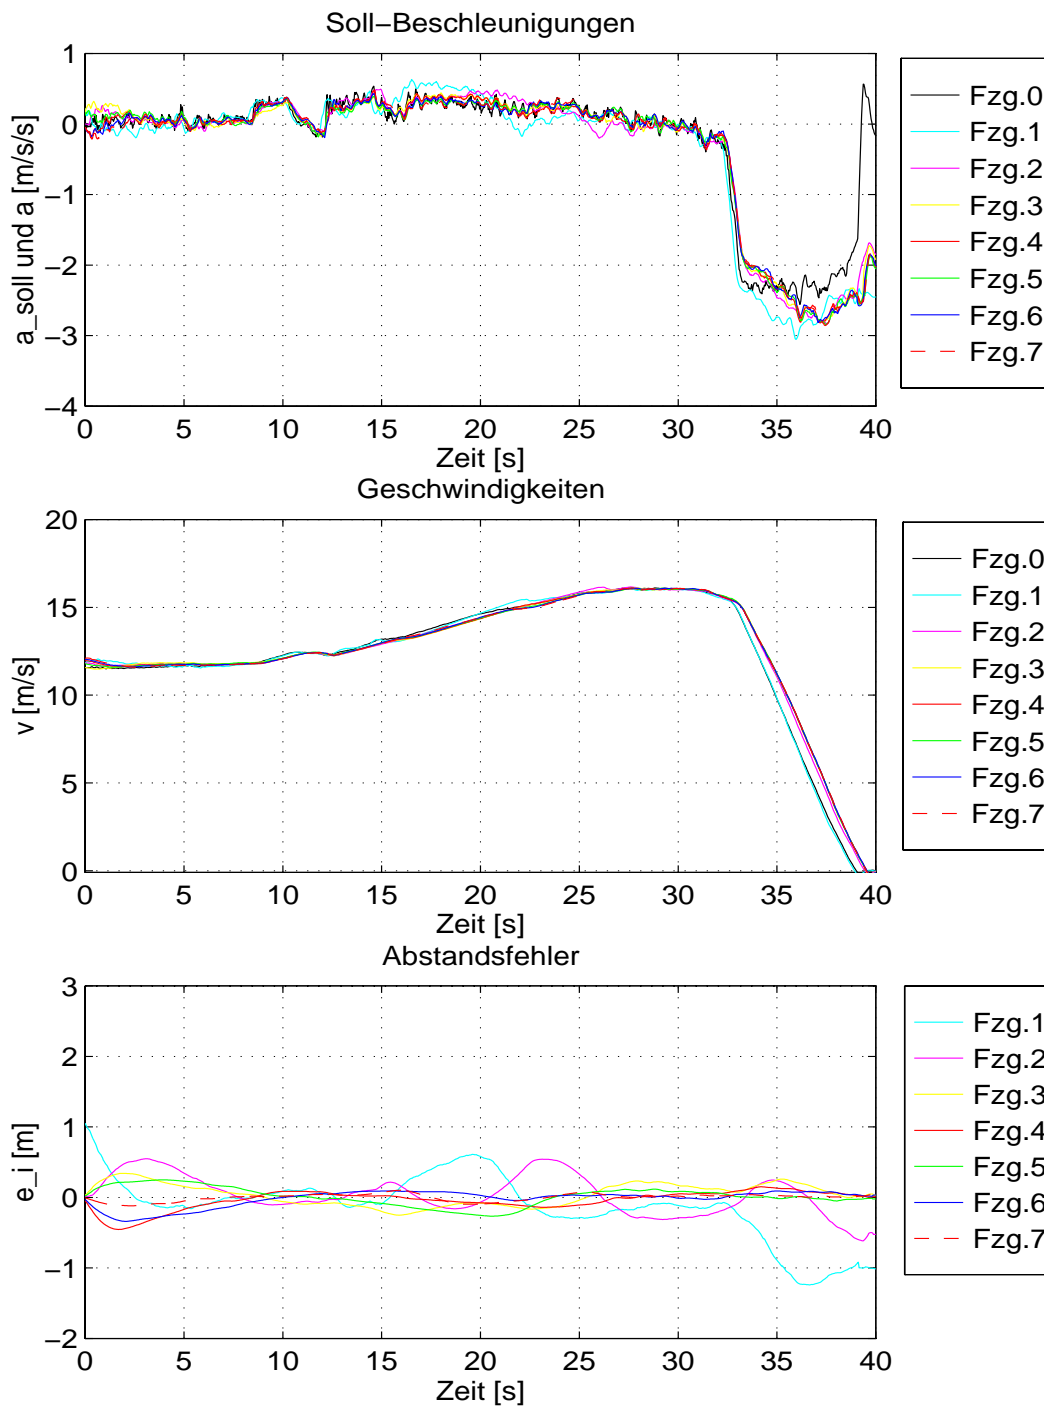 Soll−Beschleunigungen
a_soll und a [m/s/s]
1
0
−1
−2
−3
−4
0 5 10 15 20 25 30 35 40
Zeit [s]
Fzg.0
Fzg.1
Fzg.2
Fzg.3
Fzg.4
Fzg.5
Fzg.6
Fzg.7
Geschwindigkeiten
v [m/s]
20
15
10
5
0
0 5 10 15 20 25 30 35 40
Zeit [s]
Fzg.0
Fzg.1
Fzg.2
Fzg.3
Fzg.4
Fzg.5
Fzg.6
Fzg.7
Abstandsfehler
e_i [m]
3
2
1
0
−1
−2
0 5 10 15 20 25 30 35 40
Zeit [s]
Fzg.1
Fzg.2
Fzg.3
Fzg.4
Fzg.5
Fzg.6
Fzg.7